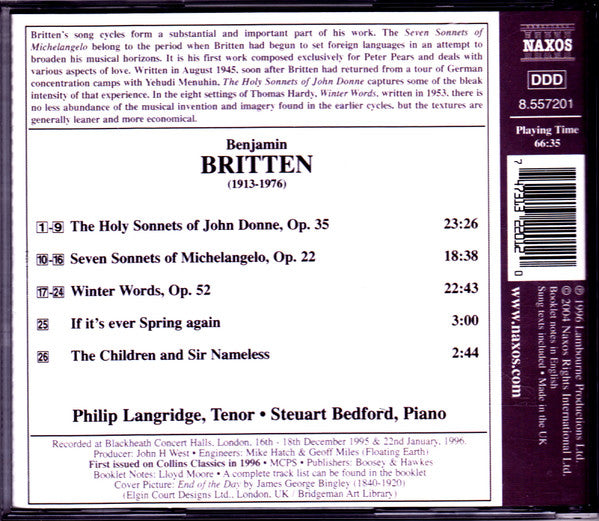 Britten's song cycles form a substantial and important part of his work. The Seven Sonnets of
Michelangelo belong to the period when Britten had begun to set foreign languages in an attempt to
broaden his musical horizons. It is his first work composed exclusively for Peter Pears and deals with
various aspects of love. Written in August 1945, soon after Britten had returned from a tour of German
concentration camps with Yehudi Menuhin, The Holy Sonnets of John Donne captures some of the bleak
intensity of that experience. In the eight settings of Thomas Hardy, Winter Words, written in 1953, there
is no less abundance of the musical invention and imagery found in the earlier cycles, but the textures are
generally leaner and more economical.
Benjamin
BRITTEN
(1913-1976)
1-9 The Holy Sonnets of John Donne, Op. 35 23:26
10-16 Seven Sonnets of Michelangelo, Op. 22 18:38
17-24 Winter Words, Op. 52 22:43
25 If it's ever Spring again 3:00
26 The Children and Sir Nameless 2:44
Philip Langridge, Tenor • Steuart Bedford, Piano
Recorded at Blackheath Concert Halls, London, 16th - 18th December 1995 & 22nd January, 1996.
Producer: John H West • Engineers: Mike Hatch & Geoff Miles (Floating Earth)
First issued on Collins Classics in 1996 • MCPS • Publishers: Boosey & Hawkes
Booklet Notes: Lloyd Moore • A complete track list can be found in the booklet
Cover Picture: End of the Day by James George Bingley (1840-1920)
(Elgin Court Designs Ltd., London, UK / Bridgeman Art Library)
NAXOS
DDD
8.557201
Playing Time
66:35
7 47313 22012 0
www.naxos.com
℗ 1996 Lambourne Productions Ltd.
© 2004 Naxos Rights International Ltd.
Booklet notes in English
Sung texts included • Made in the UK